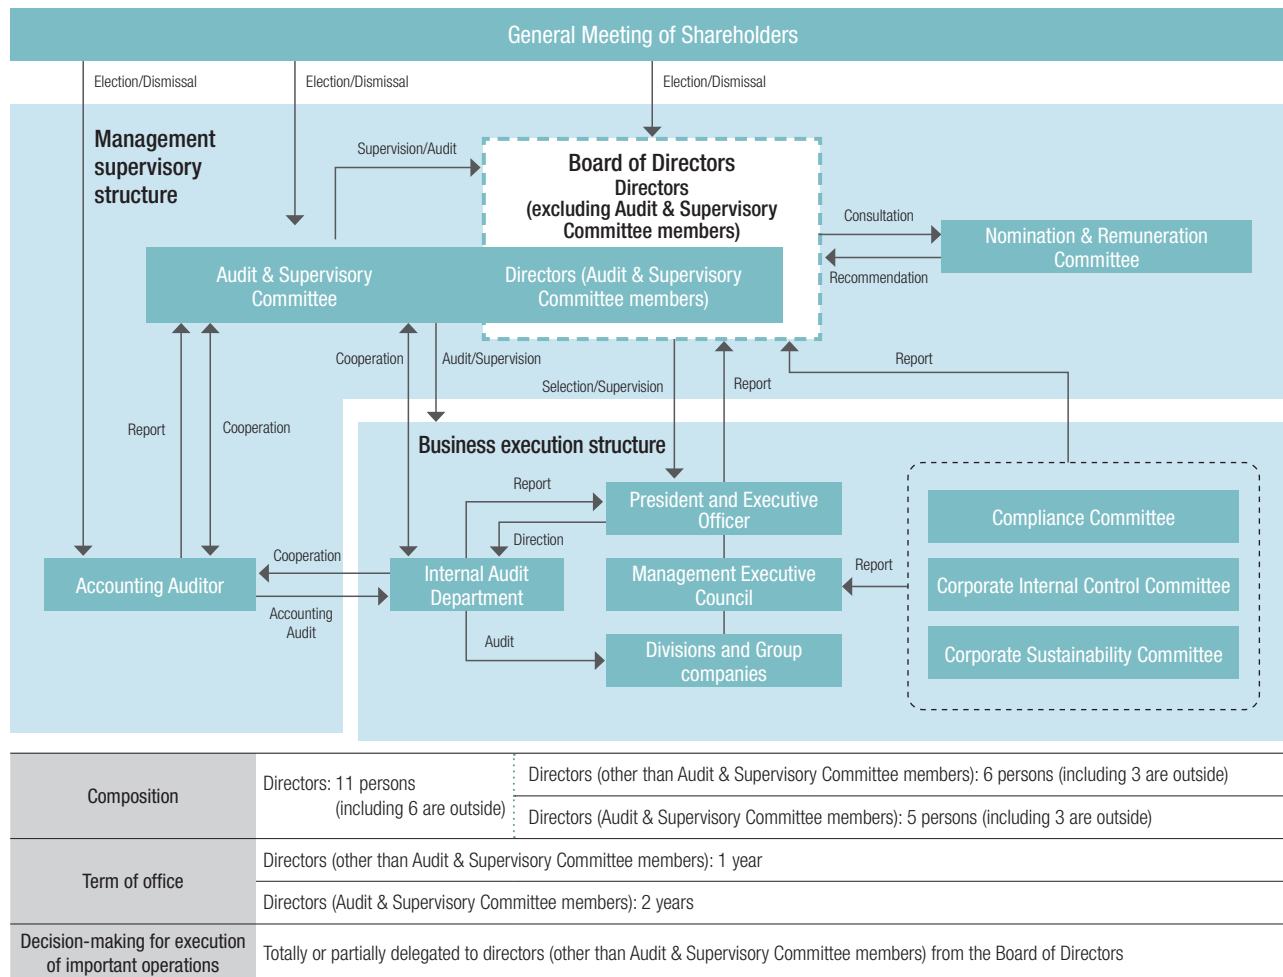 General Meeting of Shareholders
Election/Dismissal
Election/Dismissal
Election/Dismissal
Management
supervisory
structure
Supervision/Audit
Board of Directors
Directors
(excluding Audit & Supervisory
Committee members)
Consultation
Recommendation
Nomination & Remuneration
Committee
Audit & Supervisory
Committee
Directors (Audit & Supervisory
Committee members)
Report
Cooperation
Cooperation
Audit/Supervision
Selection/Supervision
Report
Report
Business execution structure
Report
Direction
President and Executive
Officer
Compliance Committee
Accounting Auditor
Cooperation
Accounting
Audit
Internal Audit
Department
Management Executive
Council
Report
Corporate Internal Control Committee
Audit
Divisions and Group
companies
Corporate Sustainability Committee
Composition
Directors: 11 persons
(including 6 are outside)
Directors (other than Audit & Supervisory Committee members): 6 persons (including 3 are outside)
Directors (Audit & Supervisory Committee members): 5 persons (including 3 are outside)
Term of office
Directors (other than Audit & Supervisory Committee members): 1 year
Directors (Audit & Supervisory Committee members): 2 years
Decision-making for execution
of important operations
Totally or partially delegated to directors (other than Audit & Supervisory Committee members) from the Board of Directors